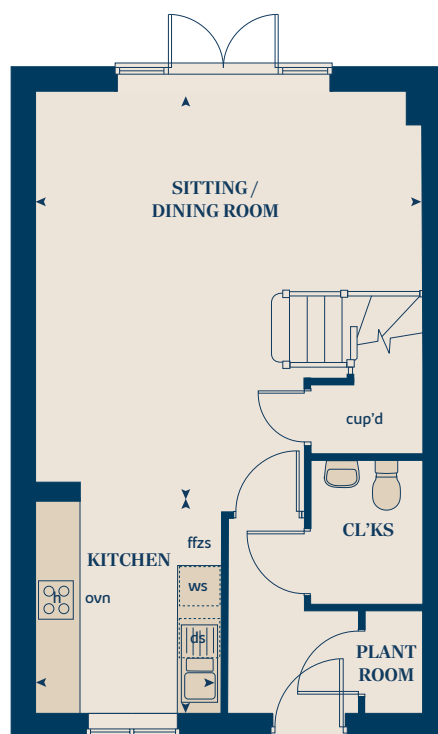 SITTING /
DINING ROOM
cup'd
CL'KS
ffzs
KITCHEN
ws
h
ovn
ds
PLANT
ROOM